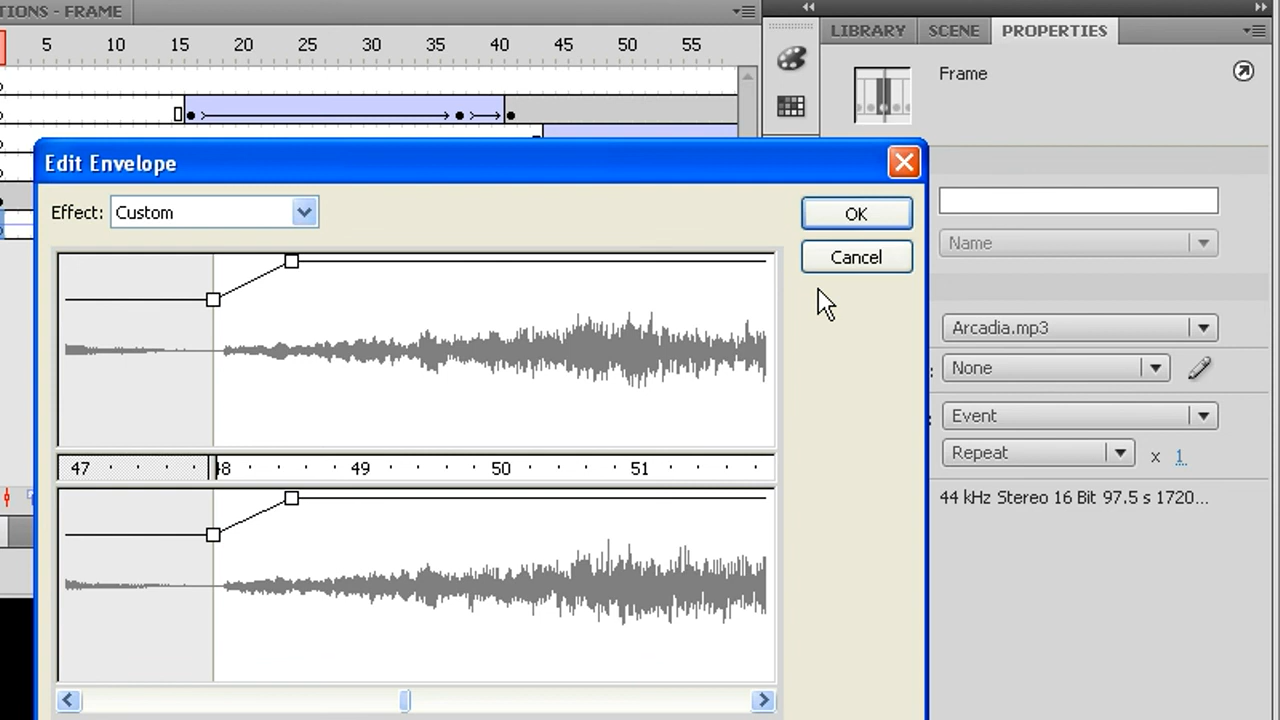 IONS - FRAME
LIBRARY SCENE PROPERTIES
5 10 15 20 25 30 35 40 45 50 55
Frame
Edit Envelope
Effect: Custom
OK
Name
Cancel
Arcadia.mp3
None
Event
Repeat x 1
47 48 49 50 51
44 kHz Stereo 16 Bit 97.5 s 1720...